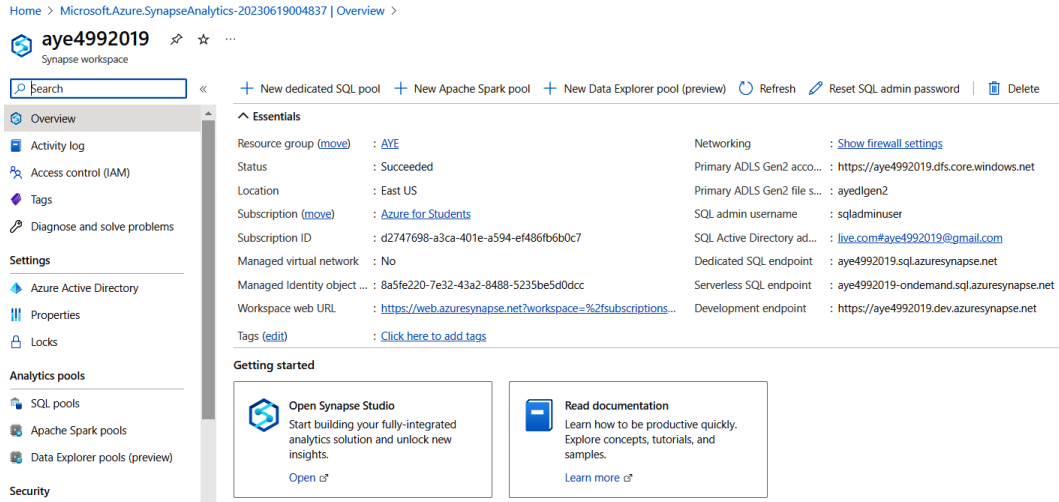 Home > Microsoft.Azure.SynapseAnalytics-20230619004837 | Overview >
aye4992019 ...
Synapse workspace
Search «
Overview
Activity log
Access control (IAM)
Tags
Diagnose and solve problems
Settings
Azure Active Directory
Properties
Locks
Analytics pools
SQL pools
Apache Spark pools
Data Explorer pools (preview)
Security
+ New dedicated SQL pool + New Apache Spark pool + New Data Explorer pool (preview) Refresh Reset SQL admin password Delete
Essentials
Resource group (move) : AYE
Status : Succeeded
Location : East US
Subscription (move) : Azure for Students
Subscription ID : d2747698-a3ca-401e-a594-ef486fb6b0c7
Managed virtual network : No
Managed Identity object ... : 8a5fe220-7e32-43a2-8488-5235be5d0dcc
Workspace web URL : https://web.azuresynapse.net?workspace=%2fsubscriptions...
Tags (edit) : Click here to add tags
Networking : Show firewall settings
Primary ADLS Gen2 acco... : https://aye4992019.dfs.core.windows.net
Primary ADLS Gen2 file s... : ayedlgen2
SQL admin username : sqladminuser
SQL Active Directory ad... : live.com#aye4992019@gmail.com
Dedicated SQL endpoint : aye4992019.sql.azuresynapse.net
Serverless SQL endpoint : aye4992019-ondemand.sql.azuresynapse.net
Development endpoint : https://aye4992019.dev.azuresynapse.net
Getting started
Open Synapse Studio
Start building your fully-integrated
analytics solution and unlock new
insights.
Open
Read documentation
Learn how to be productive quickly.
Explore concepts, tutorials, and
samples.
Learn more